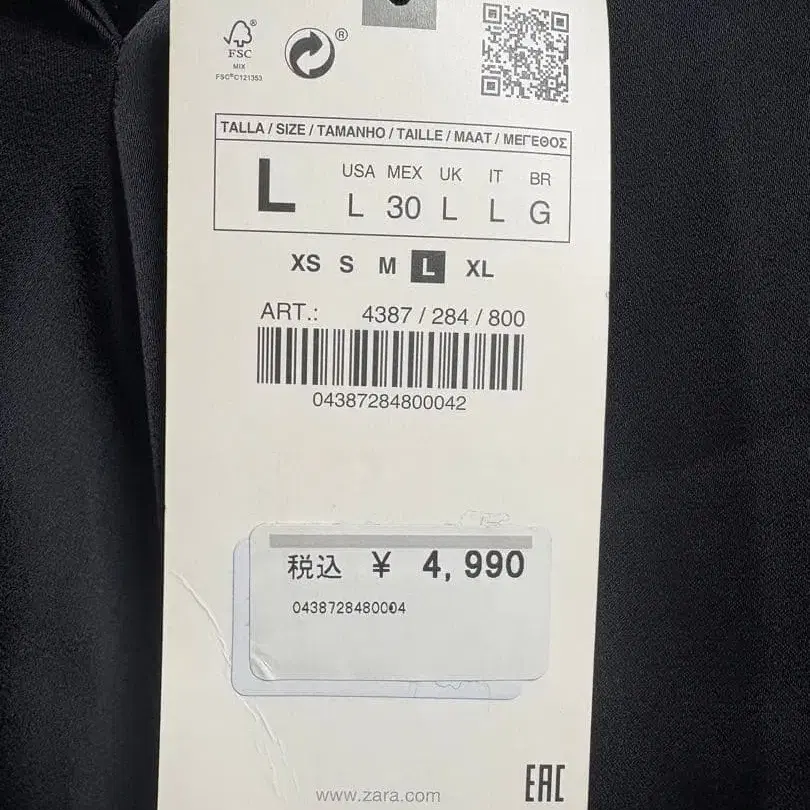 FSC®
MIX
FSC®C121353
®
TALLA / SIZE / TAMANHO / TAILLE / MAAT / ΜΕΓΕΘΟΣ
L
USA MEX UK IT BR
L 30 L L G
XS S M L XL
ART.: 4387 / 284 / 800
04387284800042
税込 ¥ 4,990
0438728480004
www.zara.com
EAC